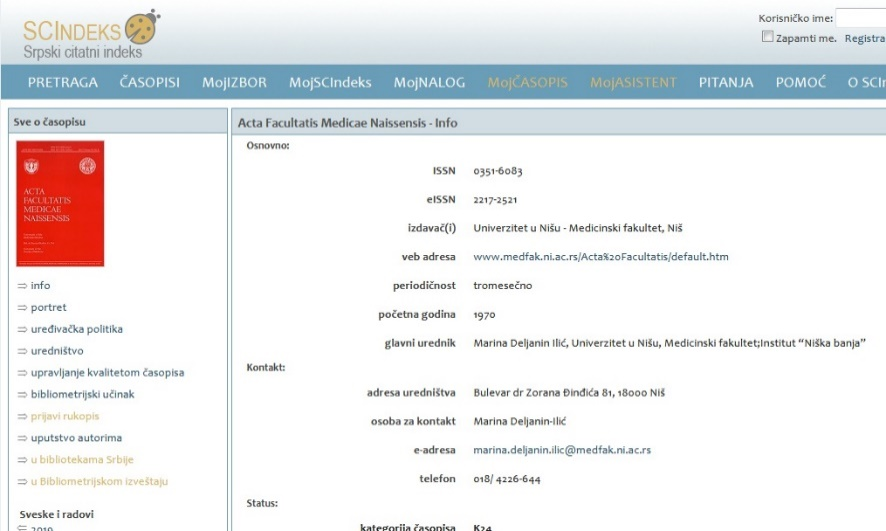 SCINDEKS
Srpski citatni indeks
Korisničko ime:
Zapamti me. Registra
PRETRAGA ČASOPISI MojIZBOR MojSCIndeks MojNALOG MojČASOPIS MojASISTENT PITANJA POMOĆ O SCIn
Sve o časopisu
ACTA
FACULTATIS
MEDICAE
NAISSENSIS
⇒ info
⇒ portret
⇒ uređivačka politika
⇒ uredništvo
⇒ upravljanje kvalitetom časopisa
⇒ bibliometrijski učinak
⇒ prijavi rukopis
⇒ uputstvo autorima
⇒ u bibliotekama Srbije
⇒ u Bibliometrijskom izveštaju
Sveske i radovi
⇐ 2019
Acta Facultatis Medicae Naissensis - Info
Osnovno:
ISSN 0351-6083
eISSN 2217-2521
izdavač(i) Univerzitet u Nišu - Medicinski fakultet, Niš
veb adresa www.medfak.ni.ac.rs/Acta%20Facultatis/default.htm
periodičnost tromesečno
početna godina 1970
glavni urednik Marina Deljanin Ilić, Univerzitet u Nišu, Medicinski fakultet;Institut “Niška banja”
Kontakt:
adresa uredništva Bulevar dr Zorana Đinđića 81, 18000 Niš
osoba za kontakt Marina Deljanin-Ilić
e-adresa marina.deljanin.ilic@medfak.ni.ac.rs
telefon 018/ 4226-644
Status:
kategorija časopisa K24